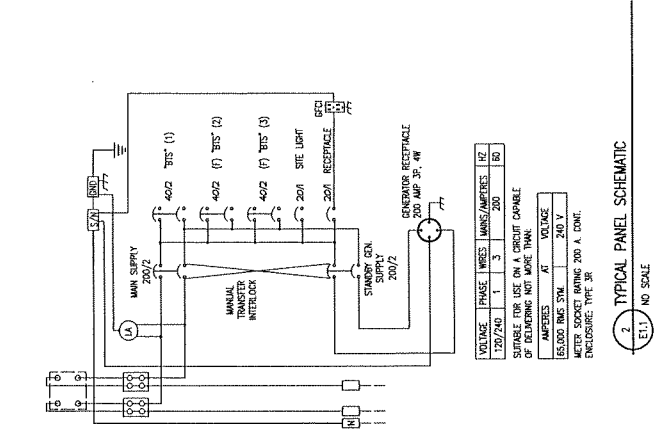 S/N
GND
LA
MAIN SUPPLY
200/2
MANUAL
TRANSFER
INTERLOCK
STANDBY GEN.
SUPPLY
200/2
40/2 "BTS" (1)
40/2 (F) "BTS" (2)
40/2 (F) "BTS" (3)
20/1 SITE LIGHT
20/1 RECEPTACLE
GFCI
GENERATOR RECEPTACLE
200 AMP 3P, 4W
N
VOLTAGE PHASE WIRES MAINS/AMPERES HZ
120/240 1 3 200 60
SUITABLE FOR USE ON A CIRCUIT CAPABLE
OF DELIVERING NOT MORE THAN:
AMPERES AT VOLTAGE
65,000 RMS SYM. 240 V
METER SOCKET RATING 200 A. CONT.
ENCLOSURE: TYPE 3R
2 TYPICAL PANEL SCHEMATIC
E1.1 NO SCALE